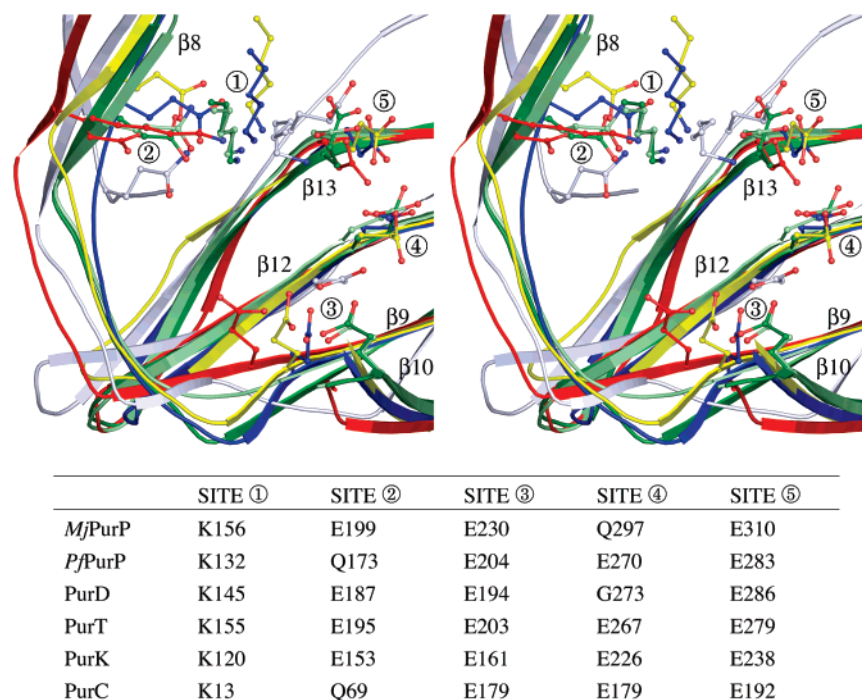 β8
①
⑤
②
β13
④
β12
③
β9
β10
β8
①
⑤
②
β13
④
β12
③
β9
β10
SITE ① SITE ② SITE ③ SITE ④ SITE ⑤
MjPurP K156 E199 E230 Q297 E310
PfPurP K132 Q173 E204 E270 E283
PurD K145 E187 E194 G273 E286
PurT K155 E195 E203 E267 E279
PurK K120 E153 E161 E226 E238
PurC K13 Q69 E179 E179 E192